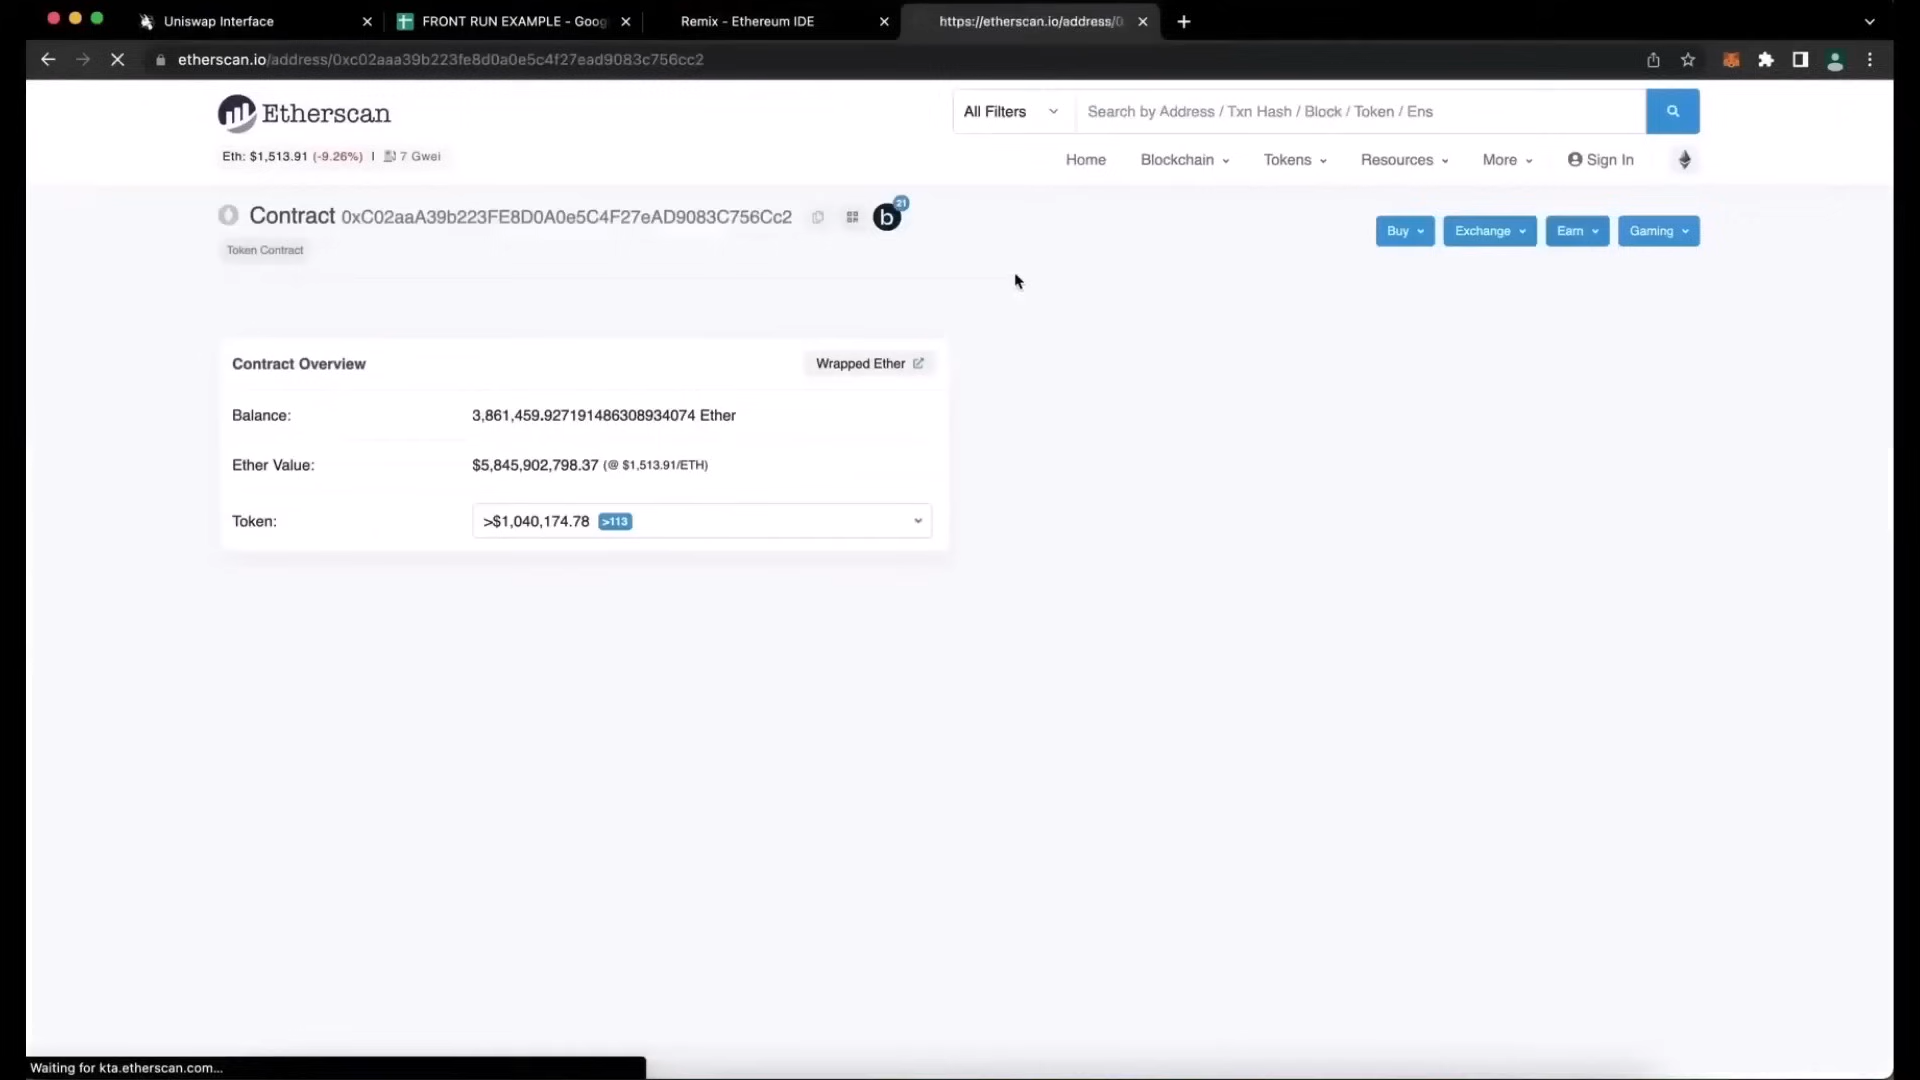 Uniswap Interface
FRONT RUN EXAMPLE - Goog
Remix - Ethereum IDE
https://etherscan.io/address/0
etherscan.io/address/0xc02aaa39b223fe8d0a0e5c4f27ead9083c756cc2
Etherscan
All Filters
Search by Address / Txn Hash / Block / Token / Ens
Eth: $1,513.91 (-9.26%) | 7 Gwei
Home
Blockchain
Tokens
Resources
More
Sign In
Contract 0xC02aaA39b223FE8D0A0e5C4F27eAD9083C756Cc2
b
21
Token Contract
Buy
Exchange
Earn
Gaming
Contract Overview
Wrapped Ether
Balance:
3,861,459.927191486308934074 Ether
Ether Value:
$5,845,902,798.37 (@ $1,513.91/ETH)
Token:
>$1,040,174.78 >113
Waiting for kta.etherscan.com...